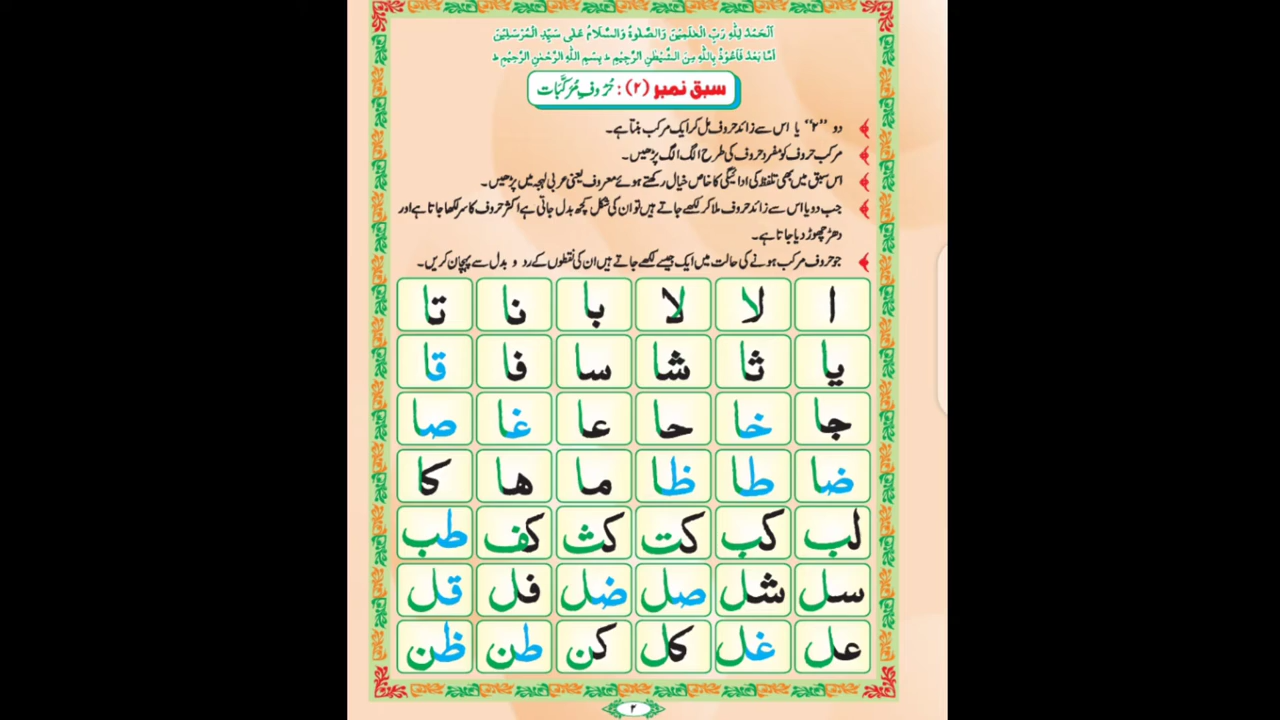 اَلْحَمْدُ لِلّٰهِ رَبِّ الْعٰلَمِيْنَ وَالصَّلٰوةُ وَالسَّلَامُ عَلٰى سَيِّدِ الْمُرْسَلِيْنَ
اَمَّا بَعْدُ فَاَعُوْذُ بِاللّٰهِ مِنَ الشَّيْطٰنِ الرَّجِيْمِ ط بِسْمِ اللّٰهِ الرَّحْمٰنِ الرَّحِيْمِ ط
سبق نمبر (۲) : حُرُوفِ مُرَکَّبَات
دو "۲" یا اس سے زائد حروف مل کر ایک مرکب بنتا ہے۔
مرکب حروف کو مفرد حروف کی طرح الگ الگ پڑھیں۔
اس سبق میں بھی تلفظ کی ادائیگی کا خاص خیال رکھتے ہوئے معروف یعنی عربی لہجہ میں پڑھیں۔
جب دو یا اس سے زائد حروف ملا کر لکھے جاتے ہیں تو ان کی شکل کچھ بدل جاتی ہے اکثر حروف کا سر لکھا جاتا ہے اور
دھڑ چھوڑ دیا جاتا ہے۔
جو حروف مرکب ہونے کی حالت میں ایک جیسے لکھے جاتے ہیں ان کی نقطوں کے رد و بدل سے پہچان کریں۔
ا لا لا با نا تا
یا ثا شا سا فا قا
جا خا حا عا غا صا
ضا طا ظا ما ها کا
لب کب کت کث کف طب
سل شل صل ضل فل قل
عل غل کل کن طن ظن
۲